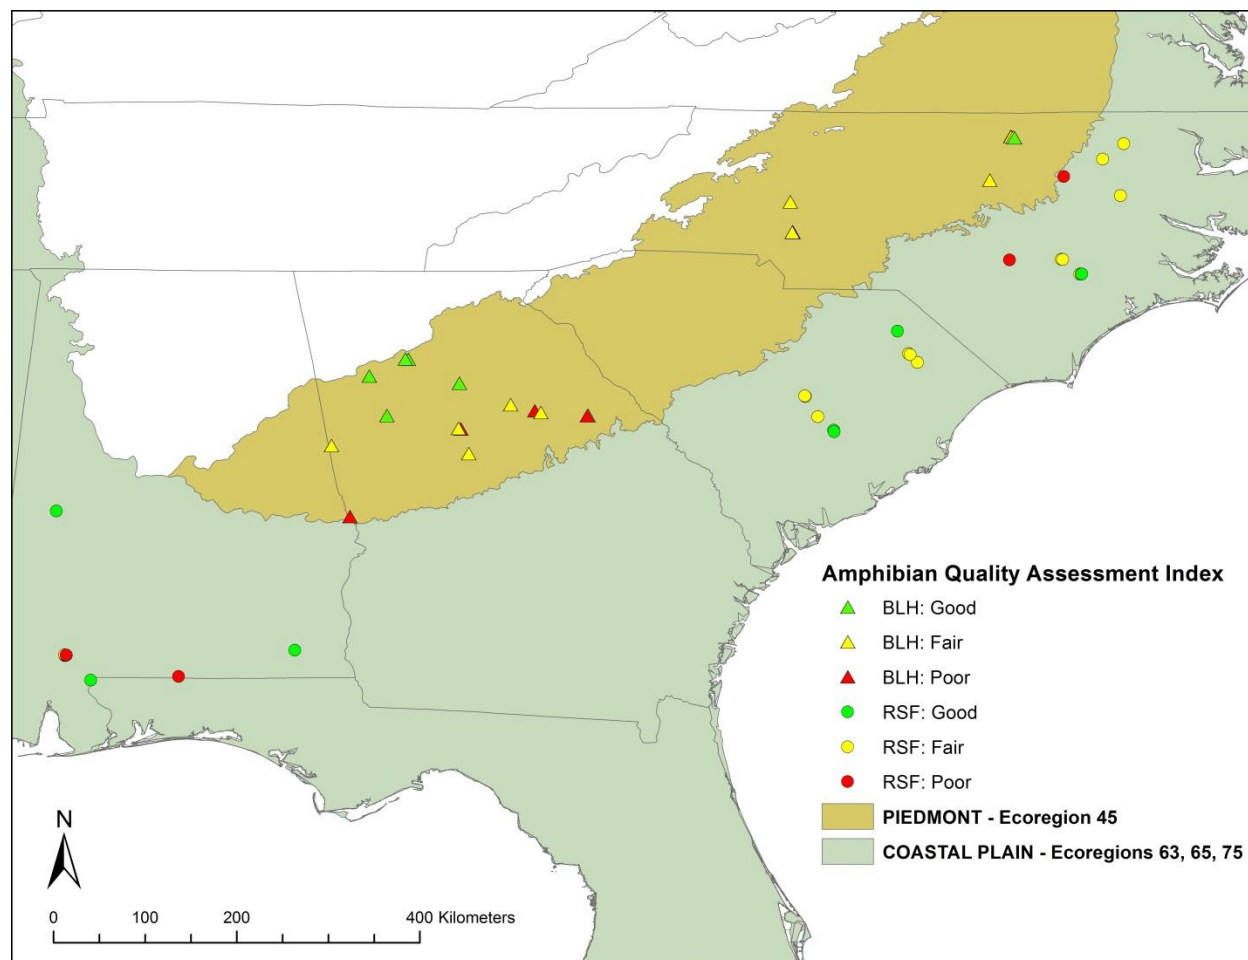 Amphibian Quality Assessment Index
BLH: Good
BLH: Fair
BLH: Poor
RSF: Good
RSF: Fair
RSF: Poor
PIEDMONT - Ecoregion 45
COASTAL PLAIN - Ecoregions 63, 65, 75
N
0 100 200 400 Kilometers